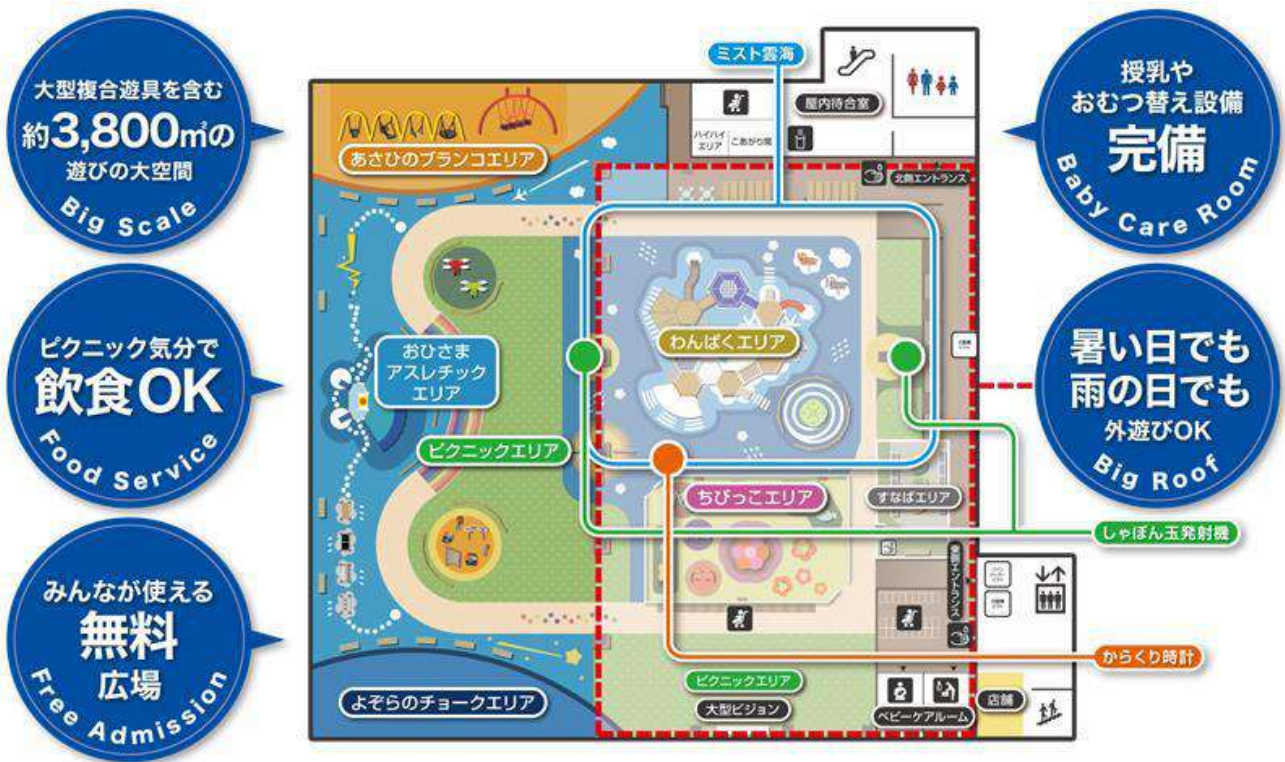 大型複合遊具を含む
約3,800㎡の
遊びの大空間
Big Scale
ピクニック気分で
飲食OK
Food Service
みんなが使える
無料
広場
Free Admission
ミスト雲海
屋内待合室
ハイハイ
エリア
こあがり間
北側エントランス
あさひのブランコエリア
わんぱくエリア
おひさま
アスレチック
エリア
ピクニックエリア
ちびっこエリア
すなばエリア
しゃぼん玉発射機
東側エントランス
からくり時計
ピクニックエリア
大型ビジョン
よぞらのチョークエリア
ベビーケアルーム
店舗
授乳や
おむつ替え設備
完備
Baby Care Room
暑い日でも
雨の日でも
外遊びOK
Big Roof